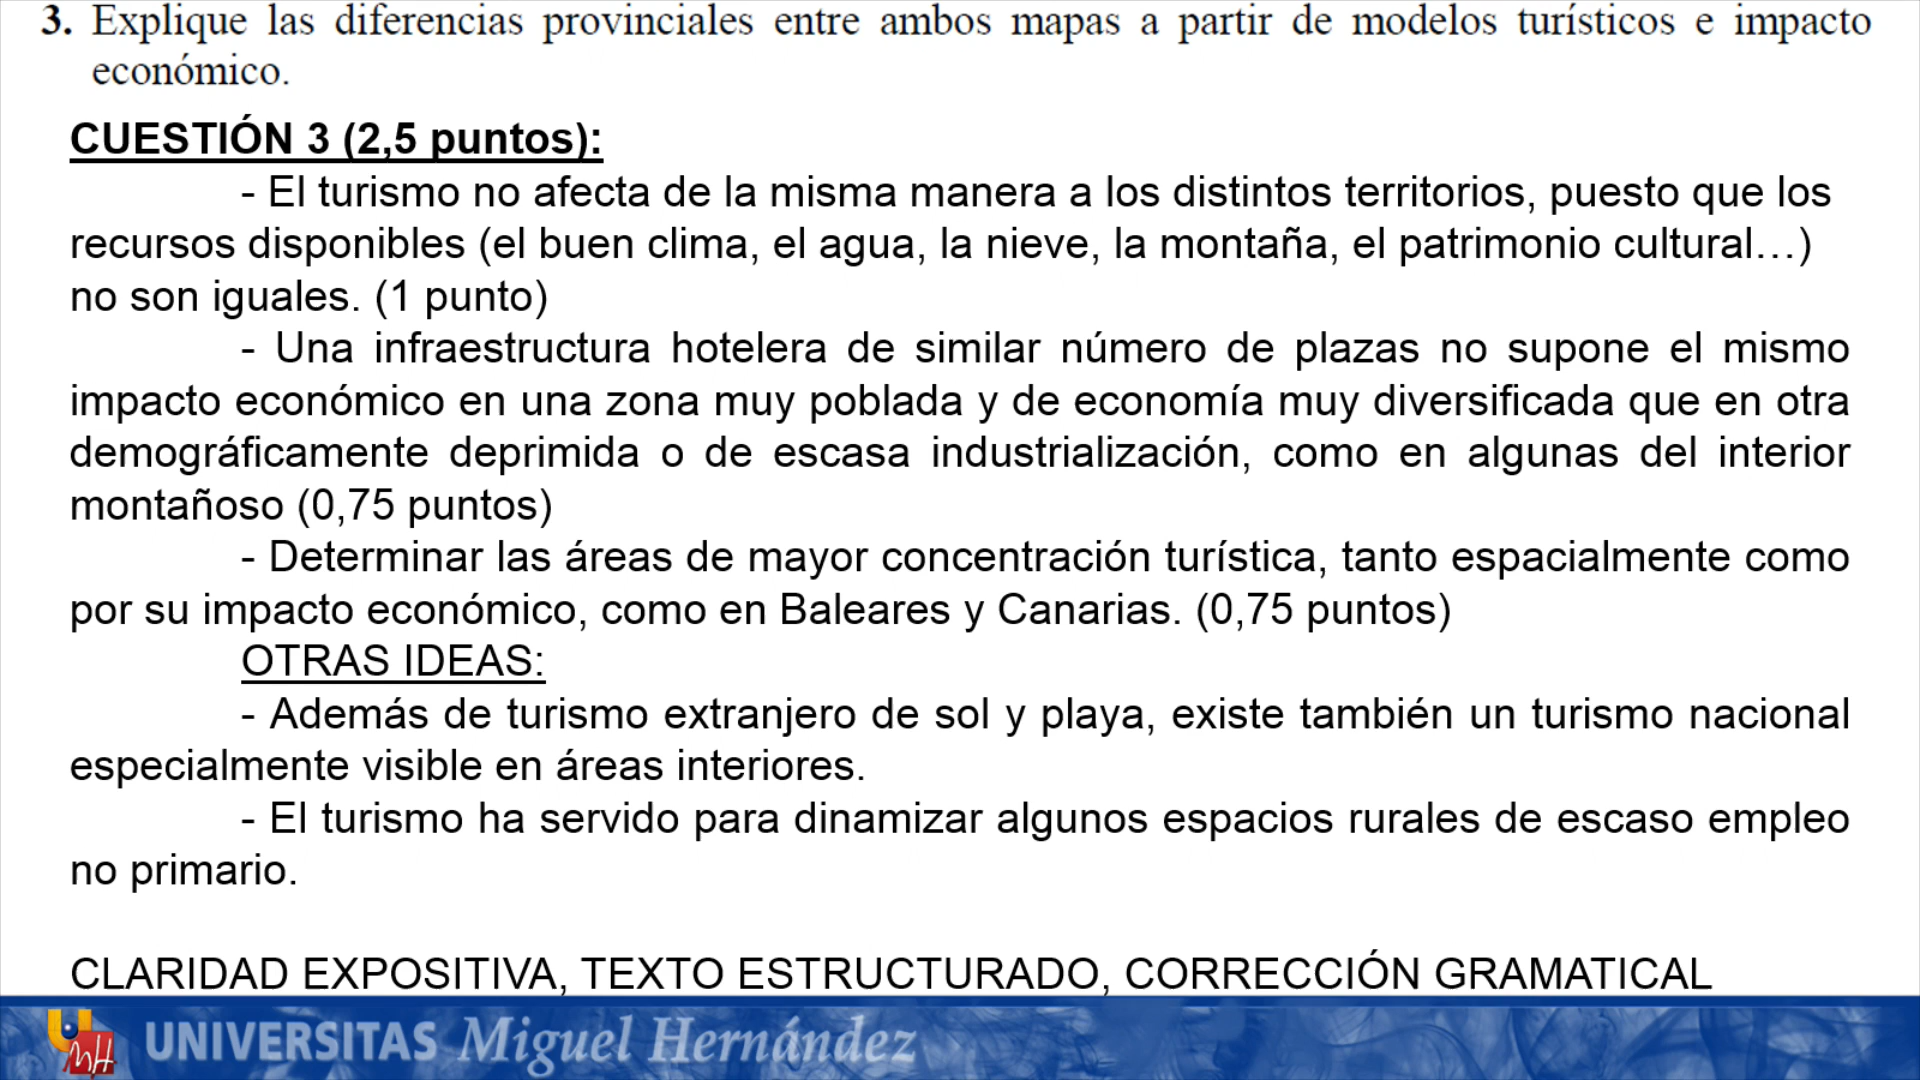 3. Explique las diferencias provinciales entre ambos mapas a partir de modelos turísticos e impacto
económico.
CUESTIÓN 3 (2,5 puntos):
- El turismo no afecta de la misma manera a los distintos territorios, puesto que los
recursos disponibles (el buen clima, el agua, la nieve, la montaña, el patrimonio cultural…)
no son iguales. (1 punto)
- Una infraestructura hotelera de similar número de plazas no supone el mismo
impacto económico en una zona muy poblada y de economía muy diversificada que en otra
demográficamente deprimida o de escasa industrialización, como en algunas del interior
montañoso (0,75 puntos)
- Determinar las áreas de mayor concentración turística, tanto espacialmente como
por su impacto económico, como en Baleares y Canarias. (0,75 puntos)
OTRAS IDEAS:
- Además de turismo extranjero de sol y playa, existe también un turismo nacional
especialmente visible en áreas interiores.
- El turismo ha servido para dinamizar algunos espacios rurales de escaso empleo
no primario.
CLARIDAD EXPOSITIVA, TEXTO ESTRUCTURADO, CORRECCIÓN GRAMATICAL
UNIVERSITAS Miguel Hernández